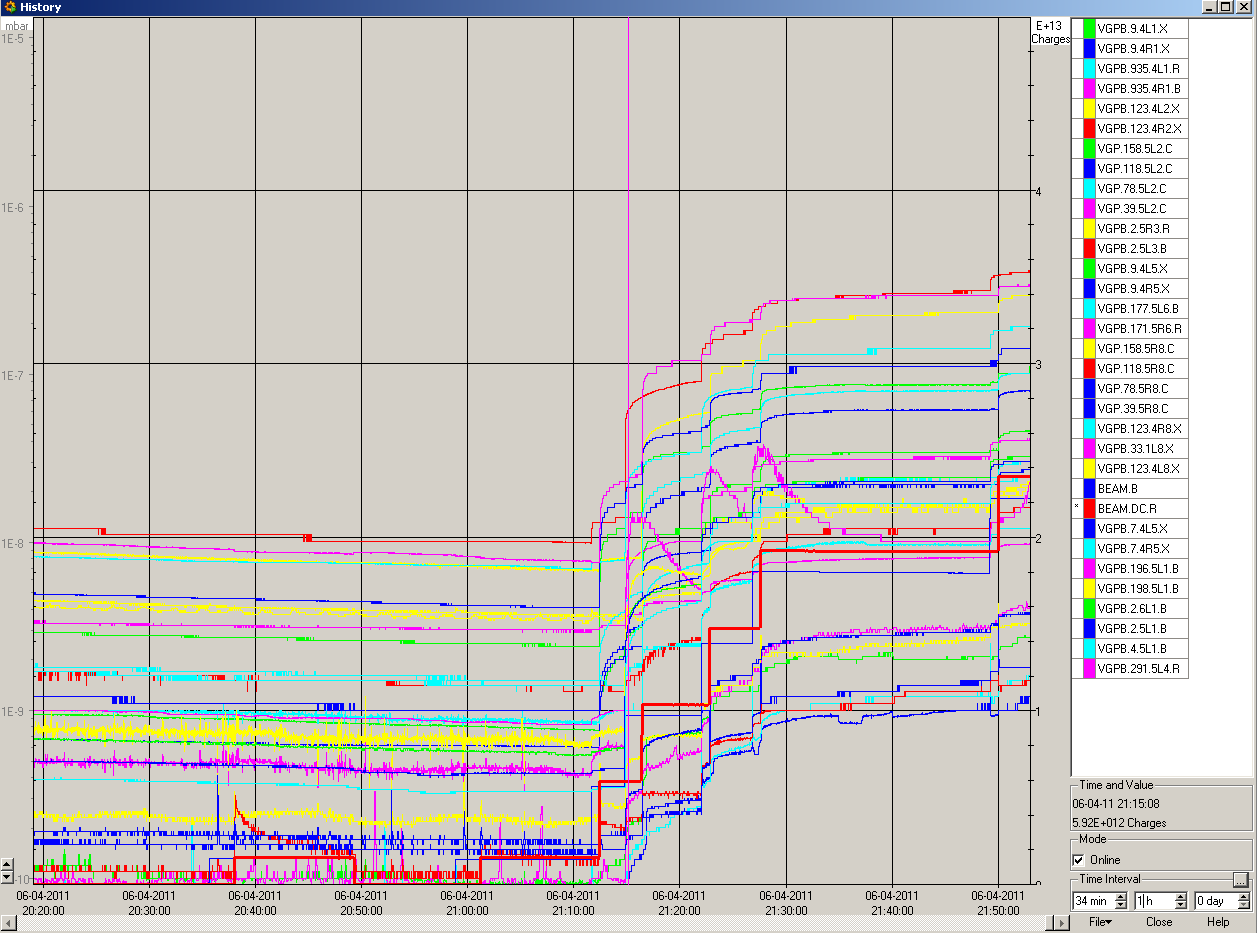 History
mbar
1E-5
1E-6
1E-7
1E-8
1E-9
-10
E+13
Charges
4
3
2
1
0
06-04-2011 06-04-2011 06-04-2011 06-04-2011 06-04-2011 06-04-2011 06-04-2011 06-04-2011 06-04-2011 06-04-2011
20:20:00 20:30:00 20:40:00 20:50:00 21:00:00 21:10:00 21:20:00 21:30:00 21:40:00 21:50:00
VGPB.9.4L1.X
VGPB.9.4R1.X
VGPB.935.4L1.R
VGPB.935.4R1.B
VGPB.123.4L2.X
VGPB.123.4R2.X
VGP.158.5L2.C
VGP.118.5L2.C
VGP.78.5L2.C
VGP.39.5L2.C
VGPB.2.5R3.R
VGPB.2.5L3.B
VGPB.9.4L5.X
VGPB.9.4R5.X
VGPB.177.5L6.B
VGPB.171.5R6.R
VGP.158.5R8.C
VGP.118.5R8.C
VGP.78.5R8.C
VGP.39.5R8.C
VGPB.123.4R8.X
VGPB.33.1L8.X
VGPB.123.4L8.X
BEAM.B
* BEAM.DC.R
VGPB.7.4L5.X
VGPB.7.4R5.X
VGPB.196.5L1.B
VGPB.198.5L1.B
VGPB.2.6L1.B
VGPB.2.5L1.B
VGPB.4.5L1.B
VGPB.291.5L4.R
Time and Value
06-04-11 21:15:08
5.92E+012 Charges
Mode
Online
Time Interval
...
34 min 1 h 0 day
File Close Help